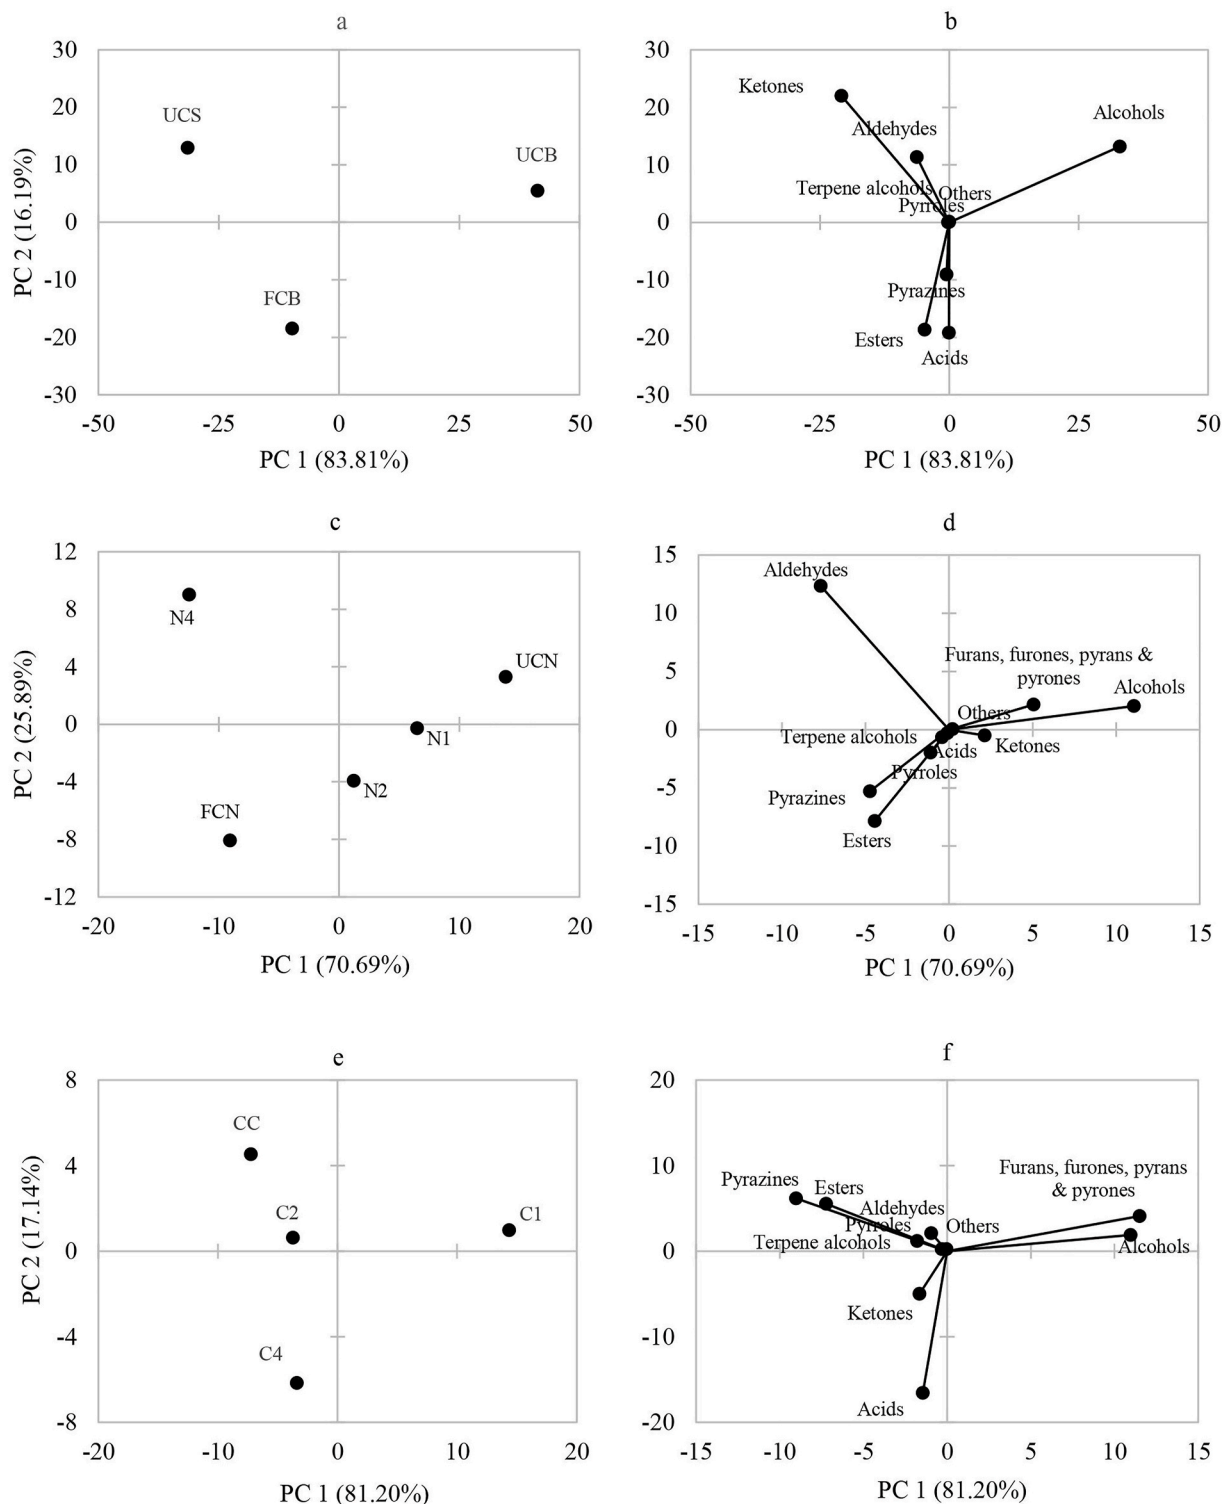 a
30
20
10
0
-10
-20
-30
-50
-25
0
25
50
PC 2 (16.19%)
PC 1 (83.81%)
UCS
UCB
FCB
b
30
20
10
0
-10
-20
-30
-50
-25
0
25
50
PC 1 (83.81%)
Ketones
Alcohols
Aldehydes
Terpene alcohols
Others
Pyrroles
Pyrazines
Esters
Acids
c
12
8
4
0
-4
-8
-12
-20
-10
0
10
20
PC 2 (25.89%)
PC 1 (70.69%)
N4
UCN
N1
N2
FCN
d
15
10
5
0
-5
-10
-15
-15
-10
-5
0
5
10
15
PC 1 (70.69%)
Aldehydes
Furans, furones, pyrans &
pyrones
Alcohols
Others
Terpene alcohols
Acids
Ketones
Pyrroles
Pyrazines
Esters
e
8
4
0
-4
-8
-20
-10
0
10
20
PC 2 (17.14%)
PC 1 (81.20%)
CC
C2
C1
C4
f
20
10
0
-10
-20
-15
-10
-5
0
5
10
15
PC 1 (81.20%)
Furans, furones, pyrans
& pyrones
Pyrazines
Esters
Aldehydes
Pyrroles
Others
Terpene alcohols
Alcohols
Ketones
Acids